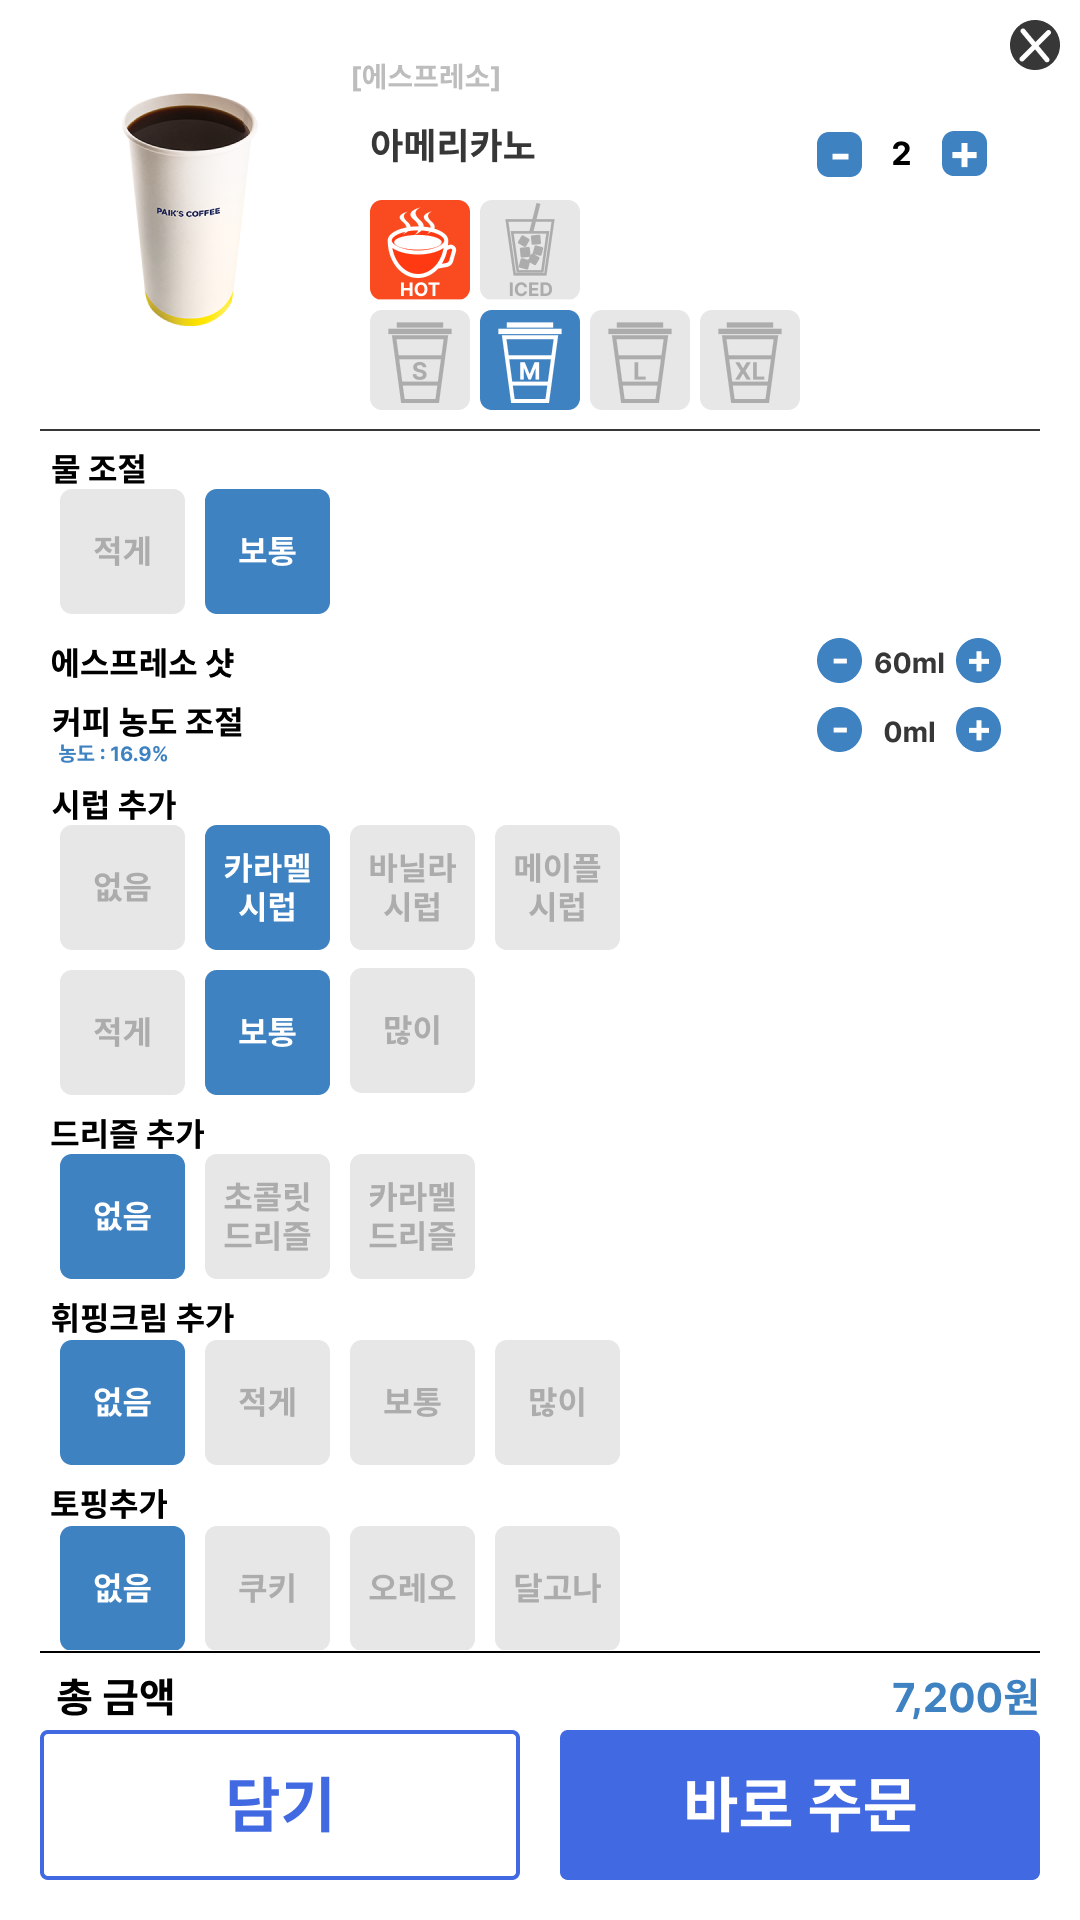 [에스프레소]
아메리카노
- 2 +
PAIK'S COFFEE
HOT ICED
S M L XL
물 조절
적게 보통
에스프레소 샷 - 60ml +
커피 농도 조절 - 0ml +
농도 : 16.9%
시럽 추가
없음 카라멜 시럽 바닐라 시럽 메이플 시럽
적게 보통 많이
드리즐 추가
없음 초콜릿 드리즐 카라멜 드리즐
휘핑크림 추가
없음 적게 보통 많이
토핑추가
없음 쿠키 오레오 달고나
총 금액 7,200원
담기 바로 주문